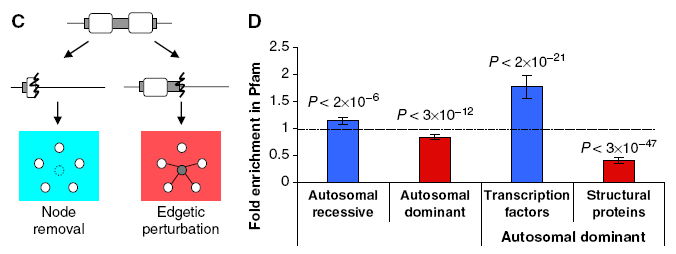 C
Node
removal
Edgetic
perturbation
D
Fold enrichment in Pfam
2.5
2
1.5
1
0.5
0
P < 2×10⁻⁶
P < 3×10⁻¹²
P < 2×10⁻²¹
P < 3×10⁻⁴⁷
Autosomal
recessive
Autosomal
dominant
Transcription
factors
Structural
proteins
Autosomal dominant